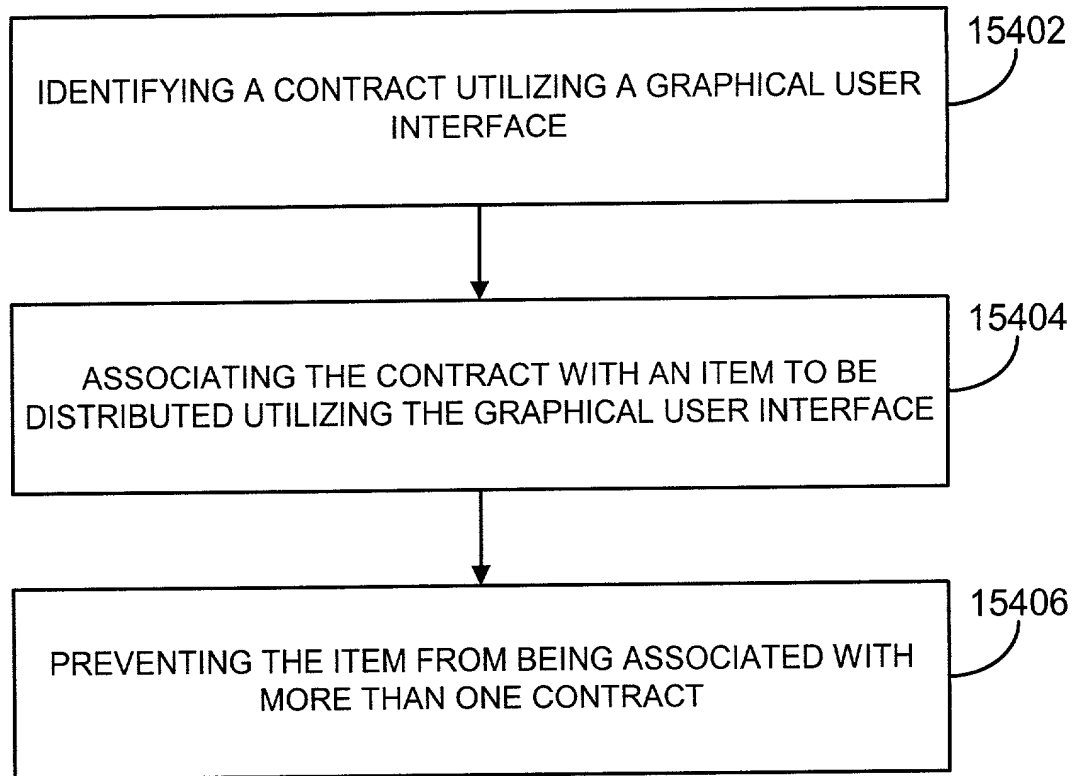 15402
IDENTIFYING A CONTRACT UTILIZING A GRAPHICAL USER
INTERFACE
15404
ASSOCIATING THE CONTRACT WITH AN ITEM TO BE
DISTRIBUTED UTILIZING THE GRAPHICAL USER INTERFACE
15406
PREVENTING THE ITEM FROM BEING ASSOCIATED WITH
MORE THAN ONE CONTRACT